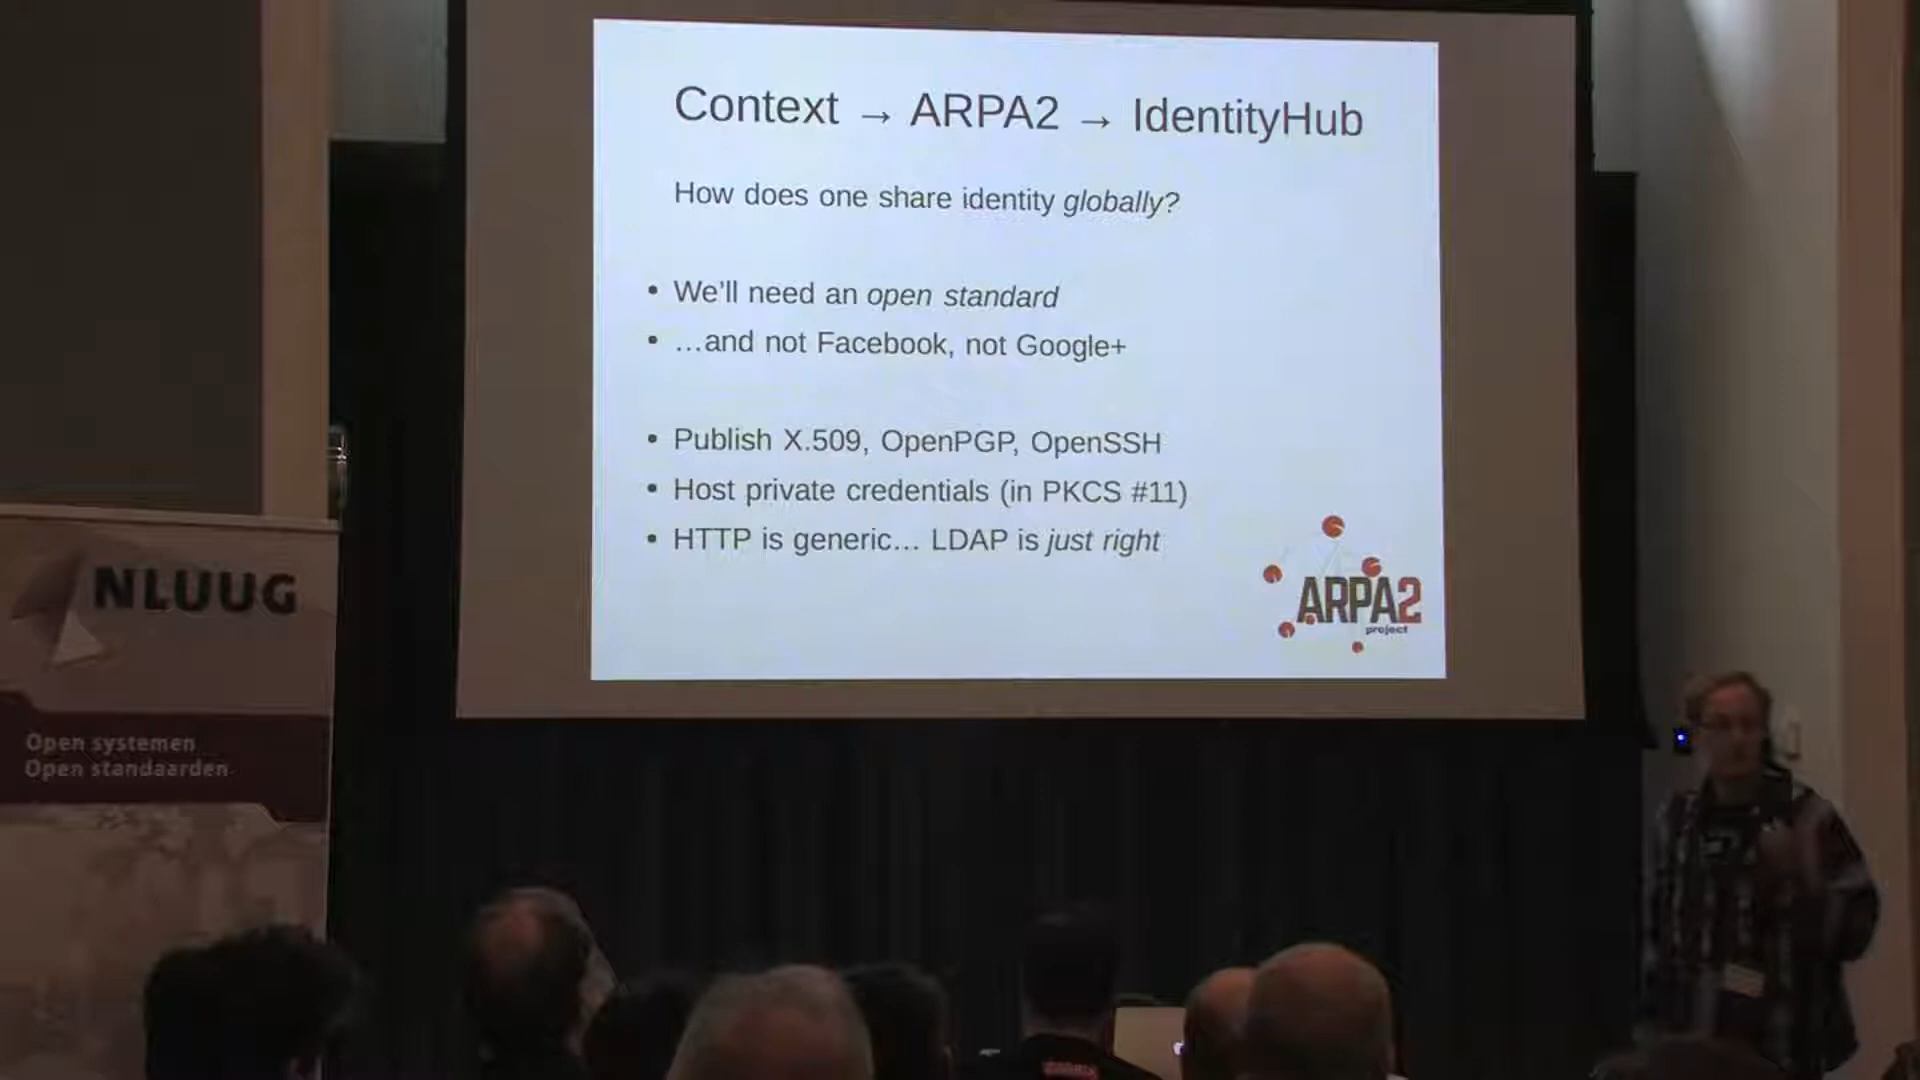 Context → ARPA2 → IdentityHub
How does one share identity globally?
• We'll need an open standard
• …and not Facebook, not Google+
• Publish X.509, OpenPGP, OpenSSH
• Host private credentials (in PKCS #11)
• HTTP is generic… LDAP is just right
ARPA2
project
NLUUG
Open systemen
Open standaarden